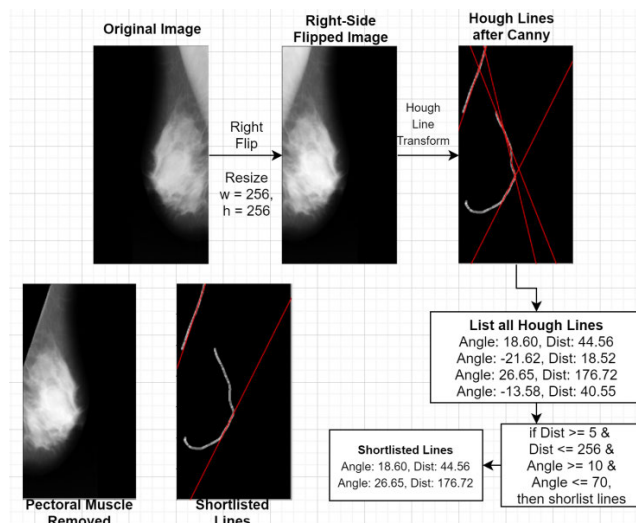 Original Image
Right-Side
Flipped Image
Hough Lines
after Canny
Right
Flip
Resize
w = 256,
h = 256
Hough
Line
Transform
List all Hough Lines
Angle: 18.60, Dist: 44.56
Angle: -21.62, Dist: 18.52
Angle: 26.65, Dist: 176.72
Angle: -13.58, Dist: 40.55
if Dist >= 5 &
Dist <= 256 &
Angle >= 10 &
Angle <= 70,
then shorlist lines
Shortlisted Lines
Angle: 18.60, Dist: 44.56
Angle: 26.65, Dist: 176.72
Shortlisted
Lines
Pectoral Muscle
Removed